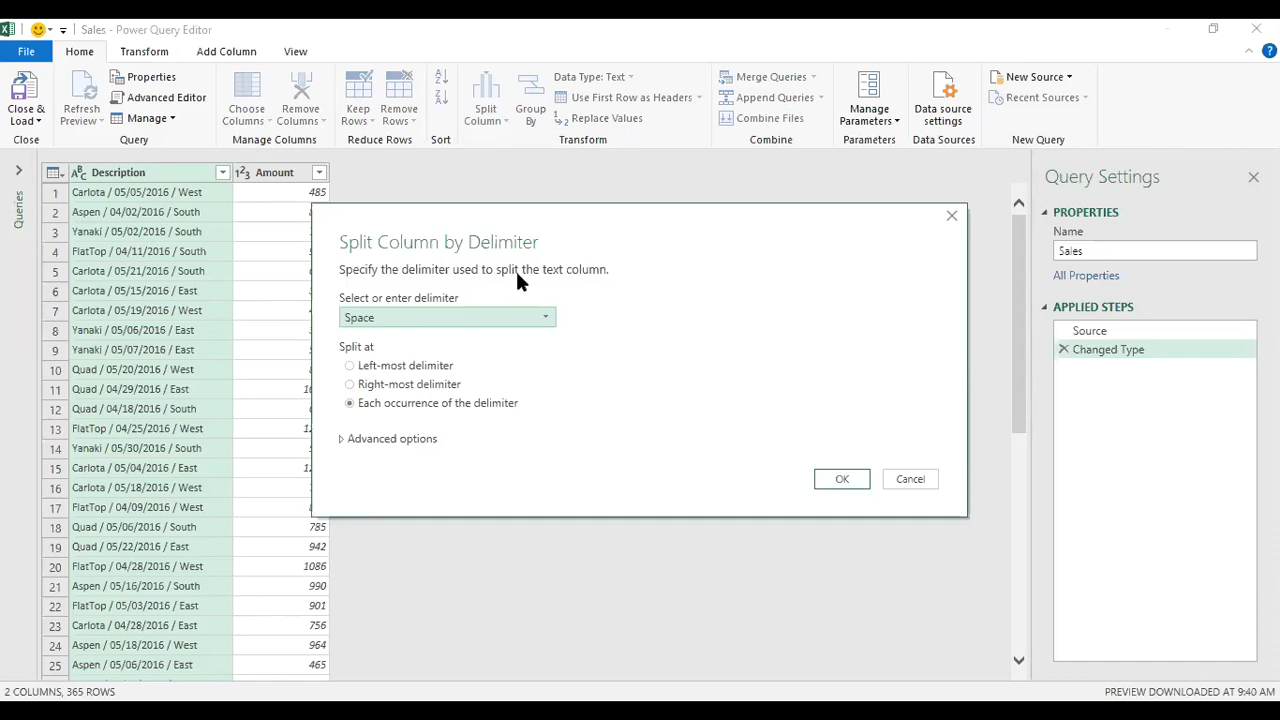 Sales - Power Query Editor
File Home Transform Add Column View
Close & Load
Close
Refresh Preview
Properties
Advanced Editor
Manage
Query
Choose Columns
Remove Columns
Manage Columns
Keep Rows
Remove Rows
Reduce Rows
Sort
Split Column
Group By
Data Type: Text
Use First Row as Headers
Replace Values
Transform
Merge Queries
Append Queries
Combine Files
Combine
Manage Parameters
Parameters
Data source settings
Data Sources
New Source
Recent Sources
New Query
Queries
Description Amount
1 Carlota / 05/05/2016 / West 485
2 Aspen / 04/02/2016 / South
3 Yanaki / 05/02/2016 / South
4 FlatTop / 04/11/2016 / South
5 Carlota / 05/21/2016 / South
6 Carlota / 05/15/2016 / East
7 Carlota / 05/19/2016 / West
8 Yanaki / 05/06/2016 / East
9 Yanaki / 05/07/2016 / East
10 Quad / 05/20/2016 / West
11 Quad / 04/29/2016 / East
12 Quad / 04/18/2016 / South
13 FlatTop / 04/25/2016 / West
14 Yanaki / 05/30/2016 / South
15 Carlota / 05/04/2016 / East
16 Carlota / 05/18/2016 / West
17 FlatTop / 04/09/2016 / West
18 Quad / 05/06/2016 / South 785
19 Quad / 05/22/2016 / East 942
20 FlatTop / 04/28/2016 / West 1086
21 Aspen / 05/16/2016 / South 990
22 FlatTop / 05/03/2016 / East 901
23 Carlota / 04/28/2016 / East 756
24 Aspen / 05/18/2016 / West 964
25 Aspen / 05/06/2016 / East 465
Split Column by Delimiter
Specify the delimiter used to split the text column.
Select or enter delimiter
Space
Split at
Left-most delimiter
Right-most delimiter
Each occurrence of the delimiter
Advanced options
OK Cancel
Query Settings
PROPERTIES
Name
Sales
All Properties
APPLIED STEPS
Source
Changed Type
2 COLUMNS, 365 ROWS
PREVIEW DOWNLOADED AT 9:40 AM